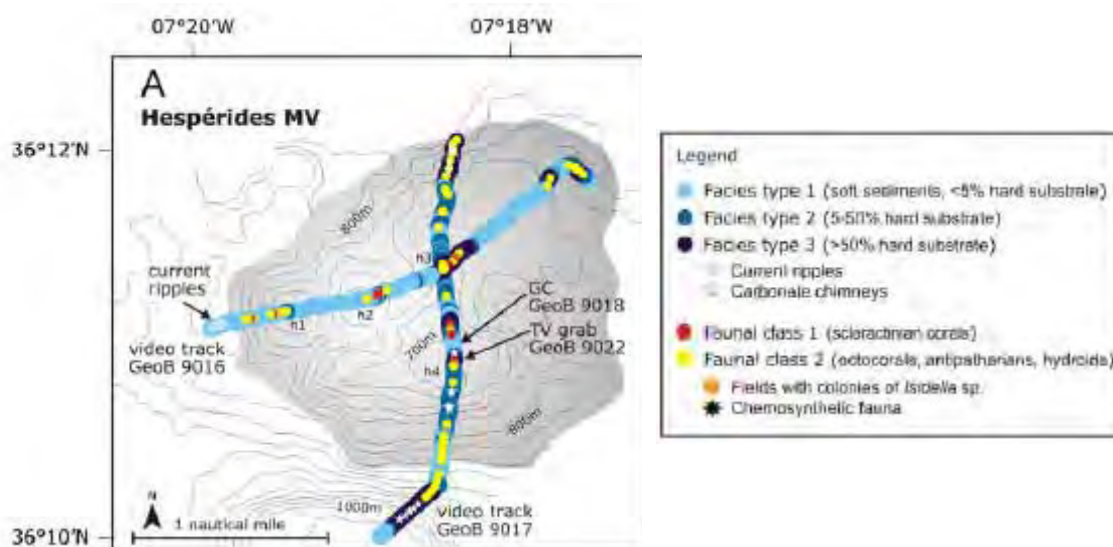 07°20'W
07°18'W
A
Hespérides MV
36°12'N
800m
h3
current
ripples
GC
GeoB 9018
h1
h2
TV grab
GeoB 9022
700m
video track
GeoB 9016
h4
800m
N
1000m
video track
GeoB 9017
1 nautical mile
36°10'N
Legend
Facies type 1 (soft sediments, <5% hard substrate)
Facies type 2 (5-50% hard substrate)
Facies type 3 (>50% hard substrate)
Current ripples
Carbonate chimneys
Faunal class 1 (scleractinian corals)
Faunal class 2 (octocorals, antipatharians, hydroids)
Fields with colonies of Isidella sp.
Chemosynthetic fauna